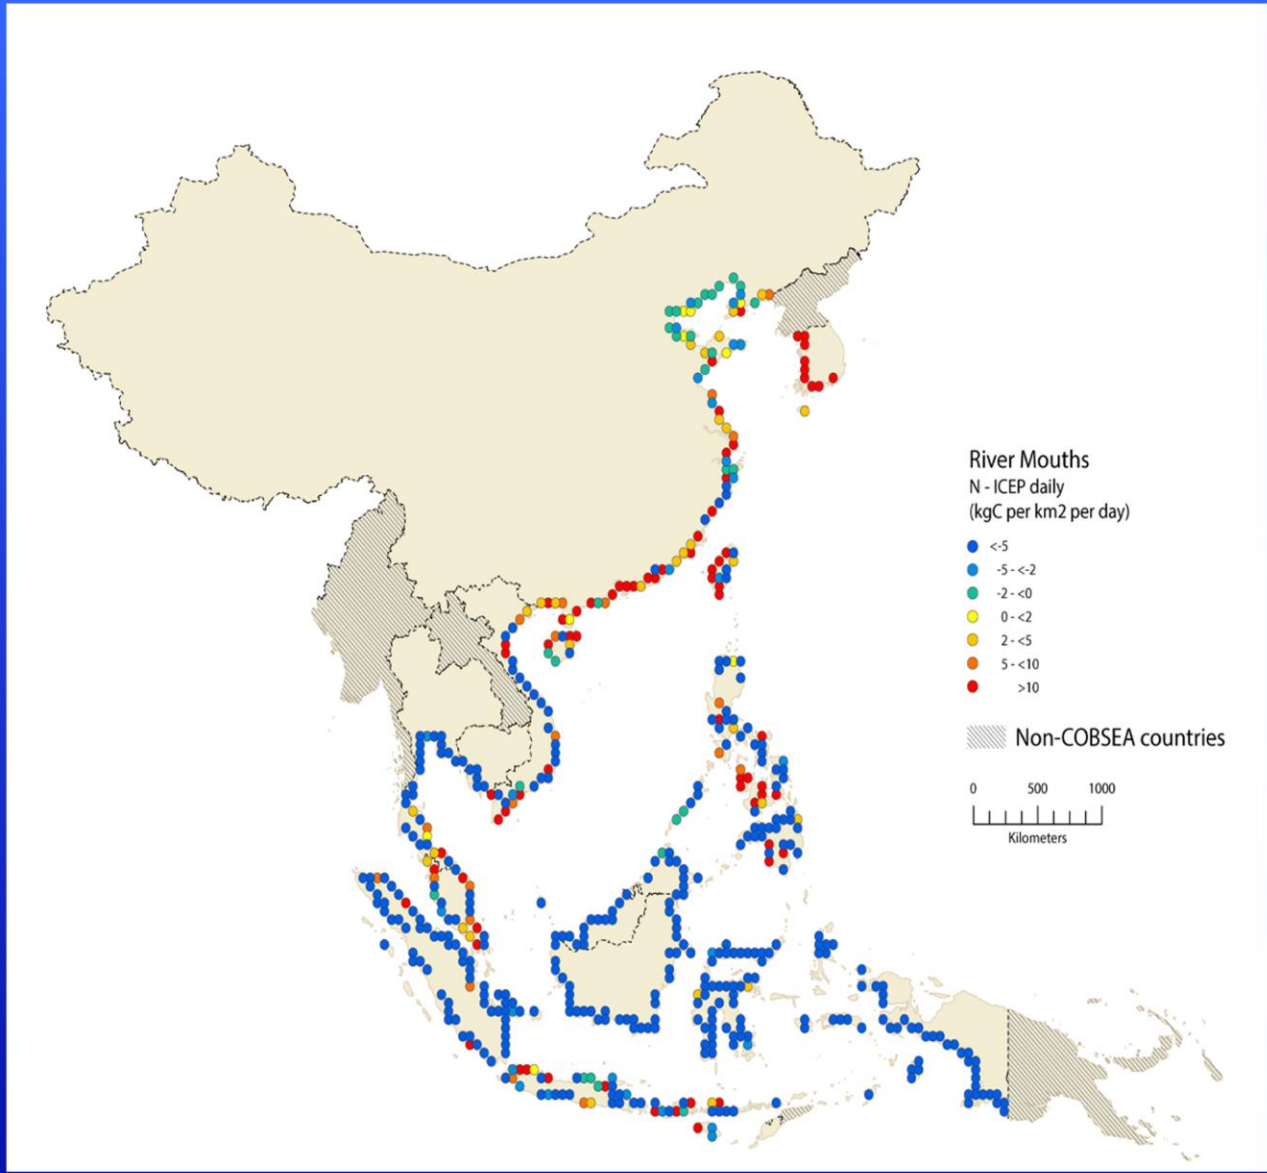 River Mouths
N - ICEP daily
(kgC per km2 per day)
<-5
-5 - <-2
-2 - <0
0 - <2
2 - <5
5 - <10
>10
Non-COBSEA countries
0 500 1000
Kilometers